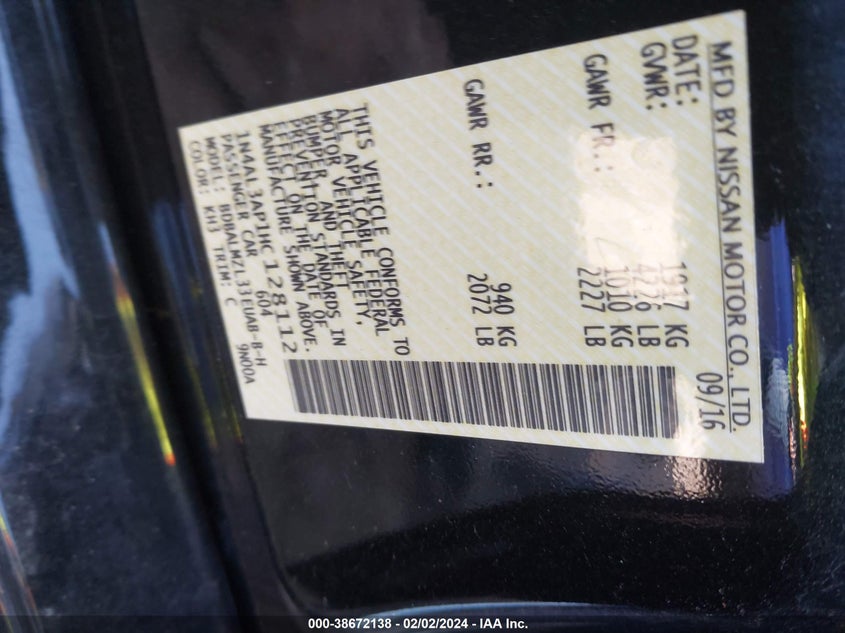 MFD BY NISSAN MOTOR CO., LTD.
DATE: 09/16
GVWR: 1917 KG
4226 LB
GAWR FR.: 1010 KG
2227 LB
GAWR RR.: 940 KG
2072 LB
THIS VEHICLE CONFORMS TO
ALL APPLICABLE FEDERAL
MOTOR VEHICLE SAFETY,
BUMPER AND THEFT
PREVENTION STANDARDS IN
EFFECT ON THE DATE OF
MANUFACTURE SHOWN ABOVE.
1N4AL3AP1HC128112
PASSENGER CAR 604 9N00A
MODEL: BDBALMZL33EUAB-B-H
COLOR: KH3 TRIM: C
000-38672138 - 02/02/2024 - IAA Inc.